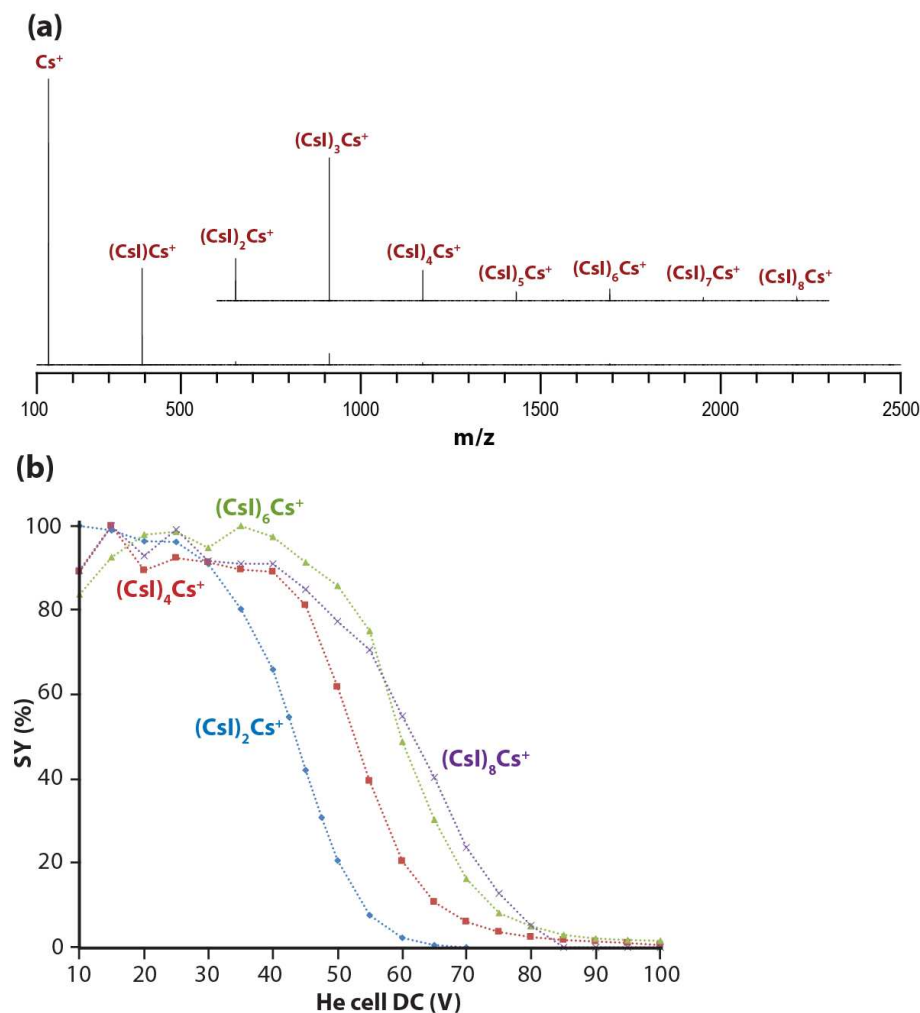 (a)
Cs⁺
(CsI)₃Cs⁺
(CsI)Cs⁺
(CsI)₂Cs⁺
(CsI)₄Cs⁺
(CsI)₅Cs⁺
(CsI)₆Cs⁺
(CsI)₇Cs⁺
(CsI)₈Cs⁺
100 500 1000 1500 2000 2500
m/z
(b)
(CsI)₆Cs⁺
100
(CsI)₄Cs⁺
80
60
(CsI)₂Cs⁺
(CsI)₈Cs⁺
SY (%)
40
20
0
10 20 30 40 50 60 70 80 90 100
He cell DC (V)